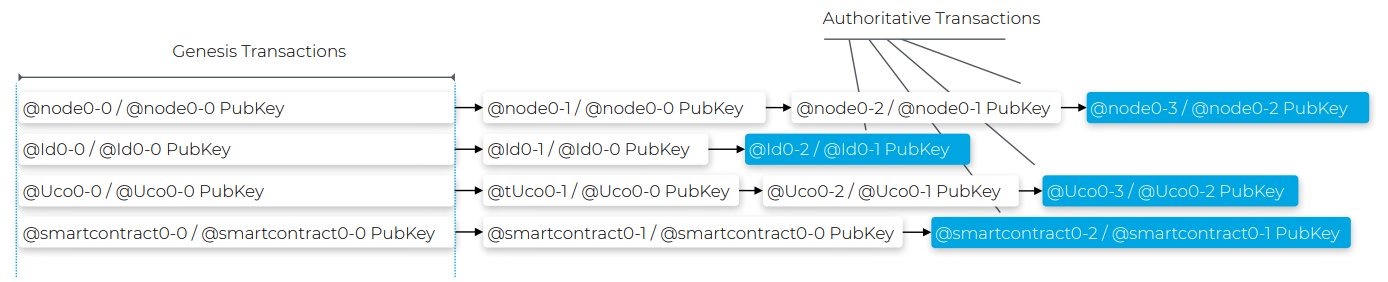 Authoritative Transactions
Genesis Transactions
@node0-0 / @node0-0 PubKey
@node0-1 / @node0-0 PubKey
@node0-2 / @node0-1 PubKey
@node0-3 / @node0-2 PubKey
@Id0-0 / @Id0-0 PubKey
@Id0-1 / @Id0-0 PubKey
@Id0-2 / @Id0-1 PubKey
@Uco0-0 / @Uco0-0 PubKey
@tUco0-1 / @Uco0-0 PubKey
@Uco0-2 / @Uco0-1 PubKey
@Uco0-3 / @Uco0-2 PubKey
@smartcontract0-0 / @smartcontract0-0 PubKey
@smartcontract0-1 / @smartcontract0-0 PubKey
@smartcontract0-2 / @smartcontract0-1 PubKey